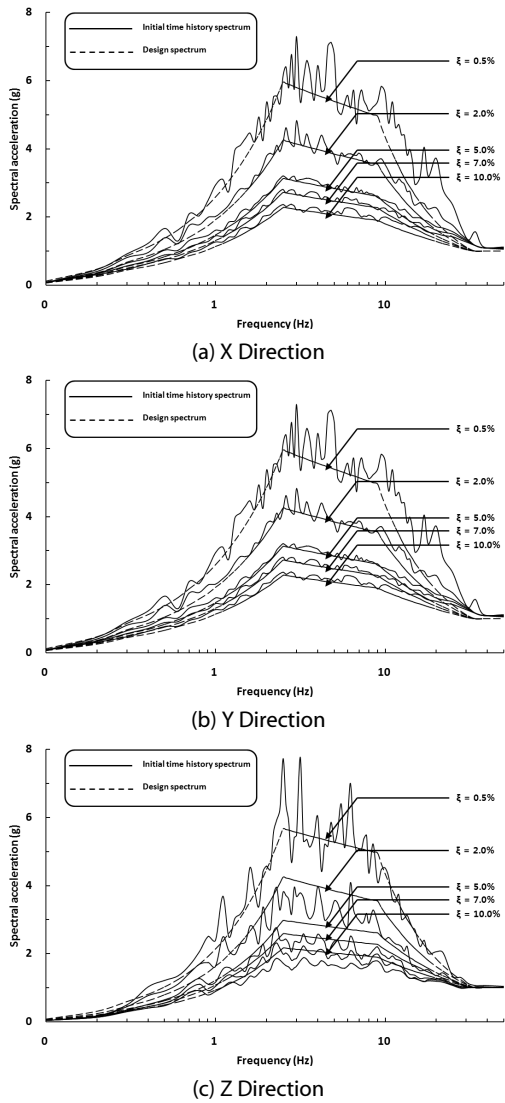 8
Initial time history spectrum
Design spectrum
6
4
2
0
Spectral acceleration (g)
ξ = 0.5%
ξ = 2.0%
ξ = 5.0%
ξ = 7.0%
ξ = 10.0%
0
1
10
Frequency (Hz)
(a) X Direction
8
Initial time history spectrum
Design spectrum
6
4
2
0
Spectral acceleration (g)
ξ = 0.5%
ξ = 2.0%
ξ = 5.0%
ξ = 7.0%
ξ = 10.0%
0
1
10
Frequency (Hz)
(b) Y Direction
8
Initial time history spectrum
Design spectrum
6
4
2
0
Spectral acceleration (g)
ξ = 0.5%
ξ = 2.0%
ξ = 5.0%
ξ = 7.0%
ξ = 10.0%
0
1
10
Frequency (Hz)
(c) Z Direction